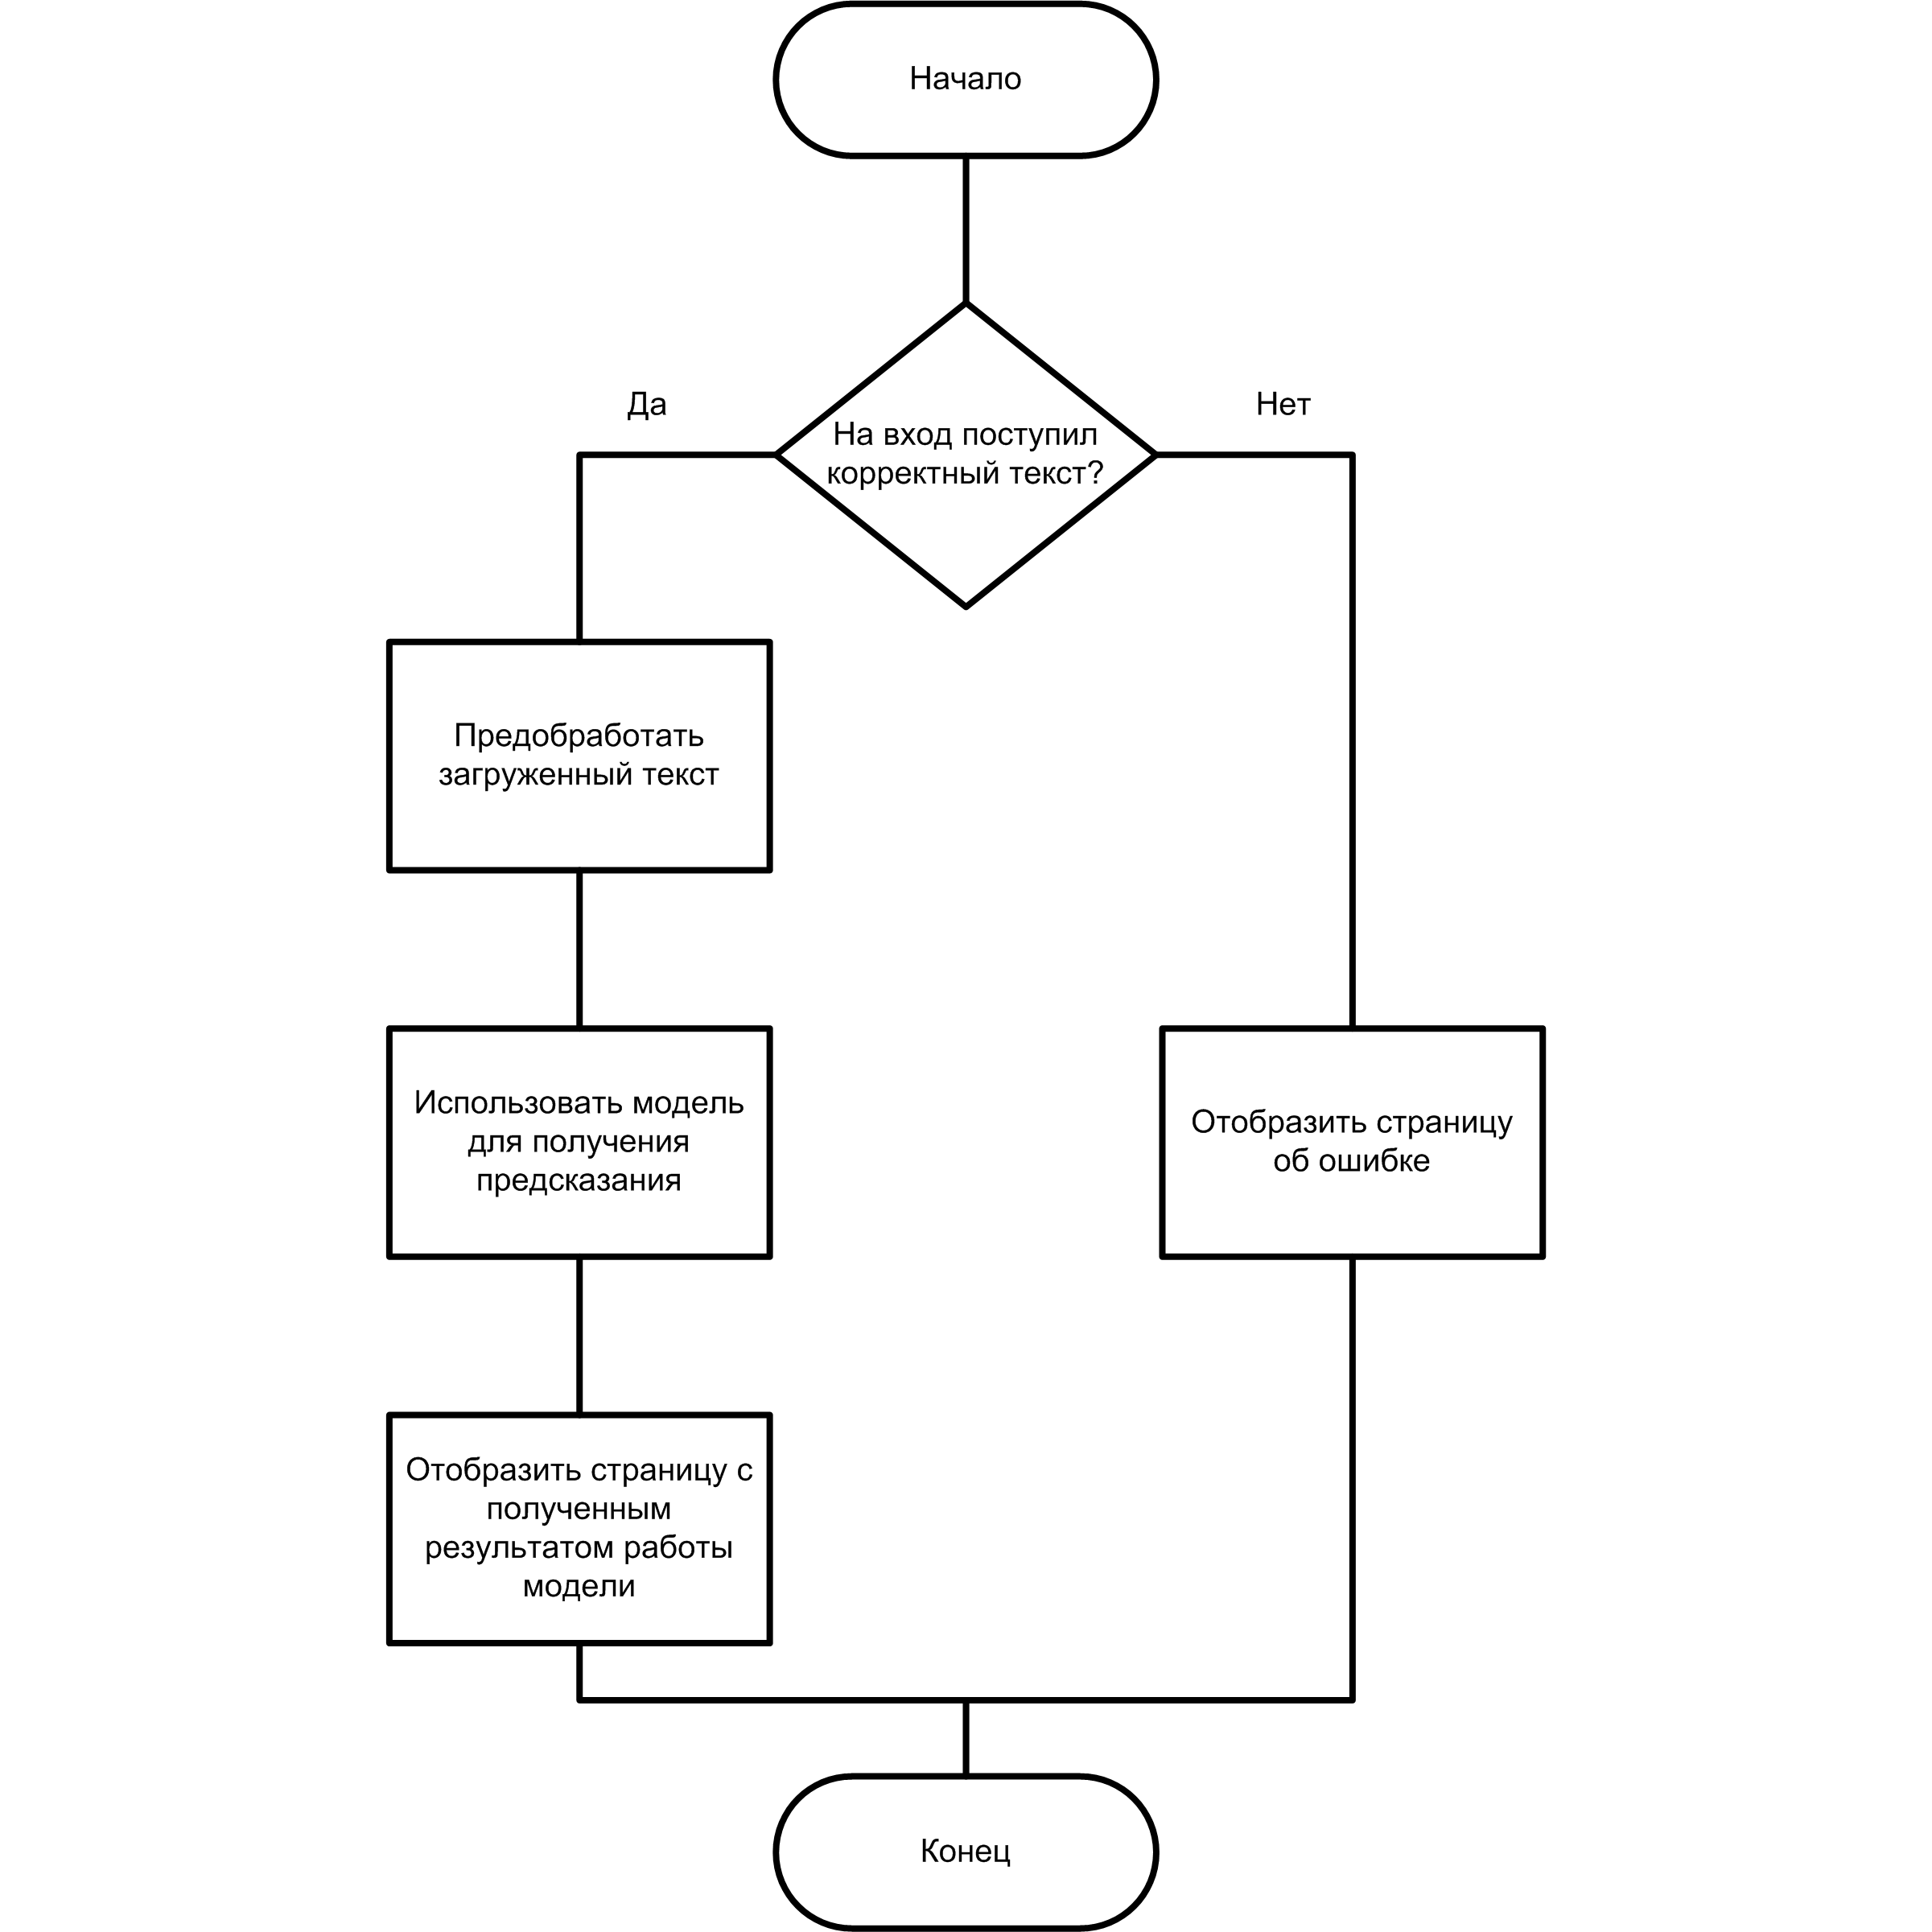 Начало
Да
Нет
На вход поступил
корректный текст?
Предобработать
загруженный текст
Использовать модель
для получения
предсказания
Отобразить страницу
об ошибке
Отобразить страницу с
полученным
результатом работы
модели
Конец